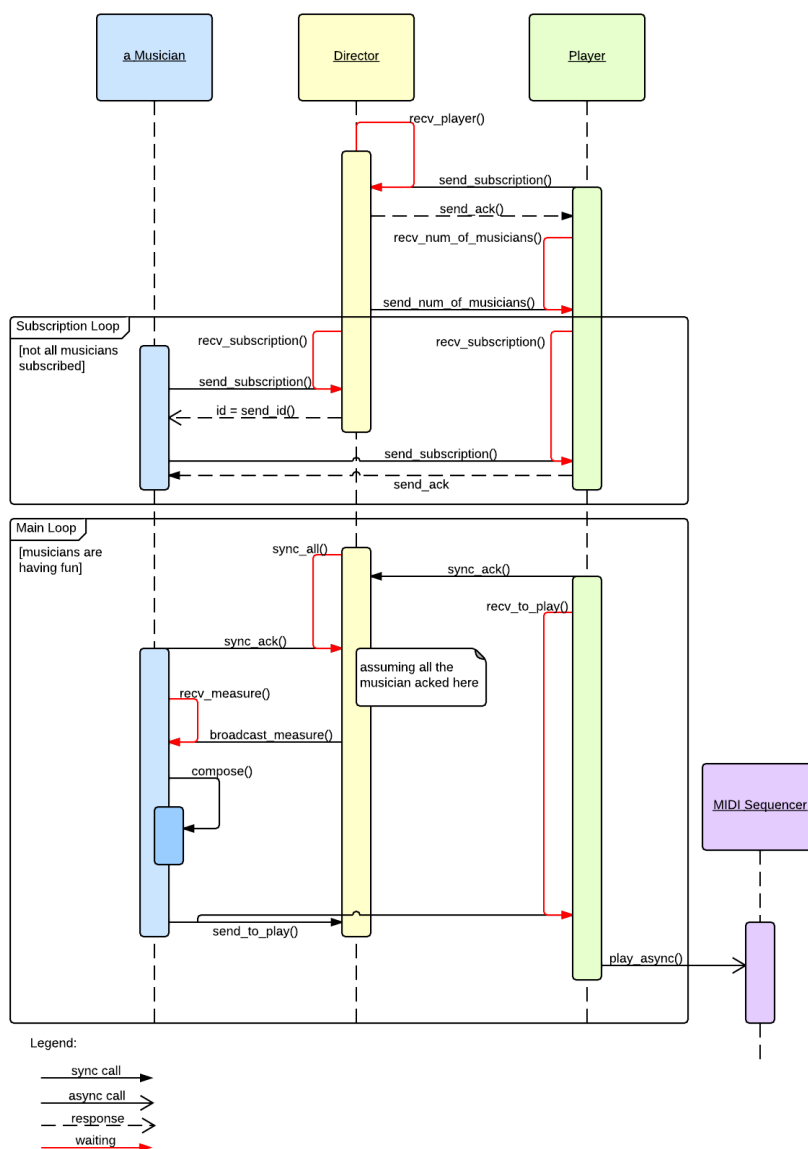 a Musician
Director
Player
recv_player()
send_subscription()
send_ack()
recv_num_of_musicians()
send_num_of_musicians()
Subscription Loop
[not all musicians
subscribed]
recv_subscription()
recv_subscription()
send_subscription()
id = send_id()
send_subscription()
send_ack
Main Loop
[musicians are
having fun]
sync_all()
sync_ack()
recv_to_play()
sync_ack()
assuming all the
musician acked here
recv_measure()
broadcast_measure()
compose()
MIDI Sequencer
send_to_play()
play_async()
Legend:
sync call
async call
response
waiting